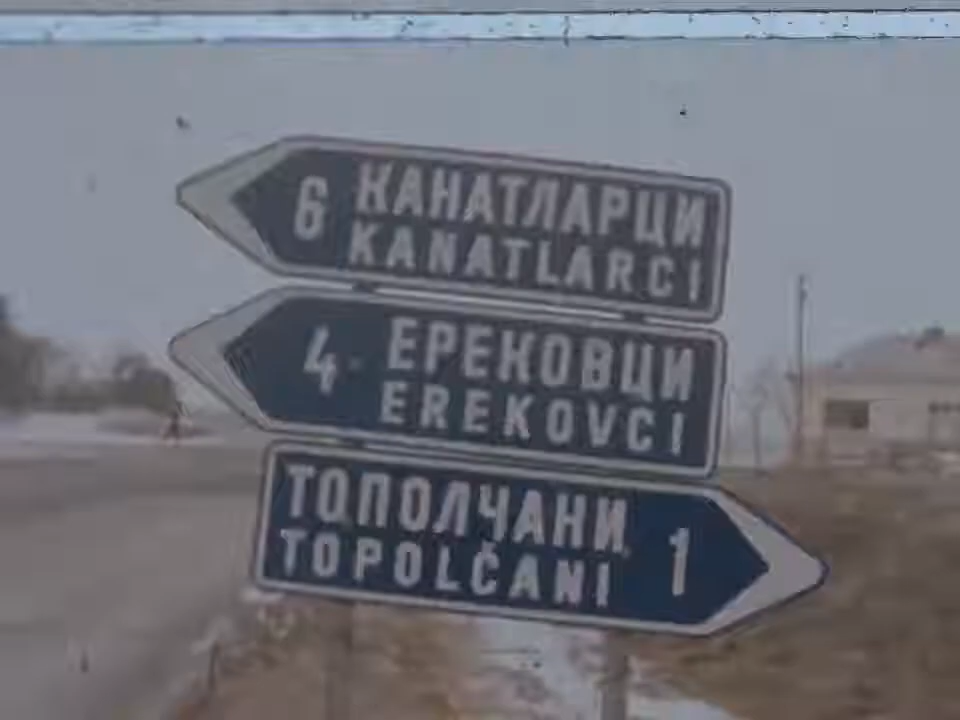 6 КАНАТЛАРЦИ
KANATLARCI
4 ЕРЕКОВЦИ
EREKOVCI
ТОПОЛЧАНИ 1
TOPOLČANI